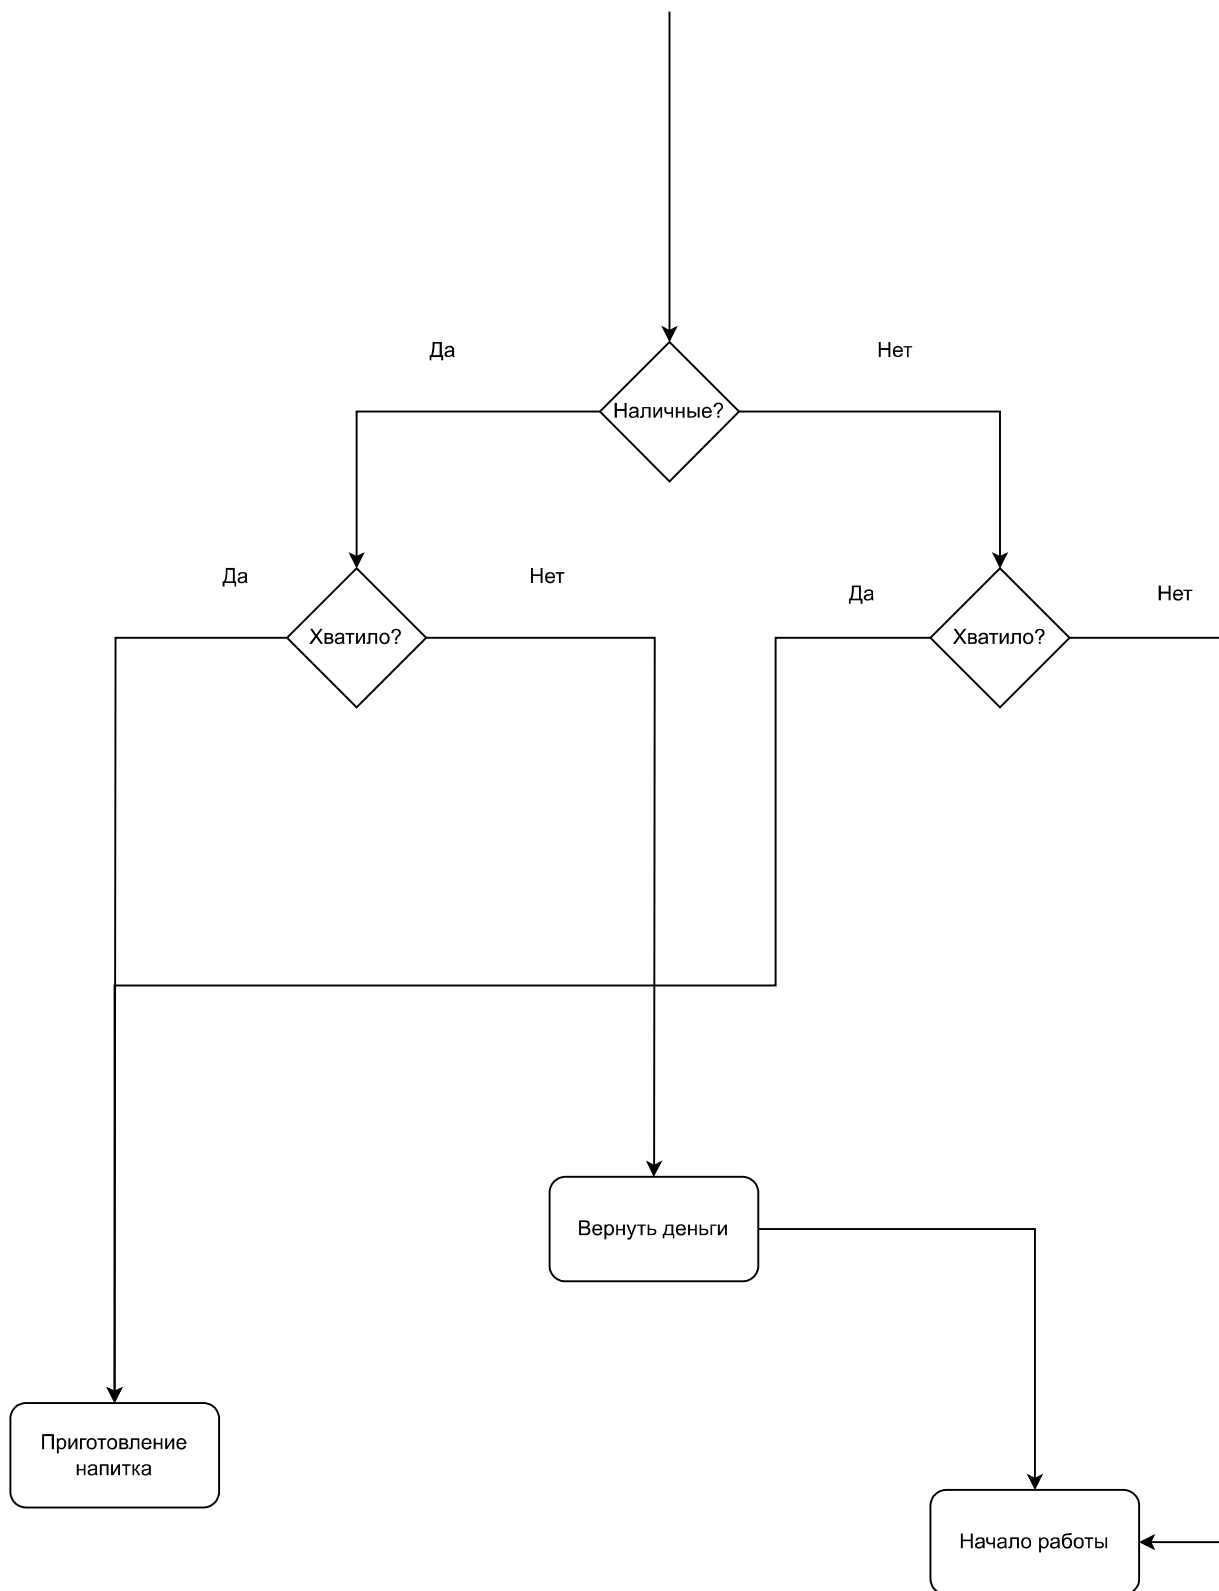 Да
Нет
Наличные?
Да
Нет
Да
Нет
Хватило?
Хватило?
Вернуть деньги
Приготовление
напитка
Начало работы